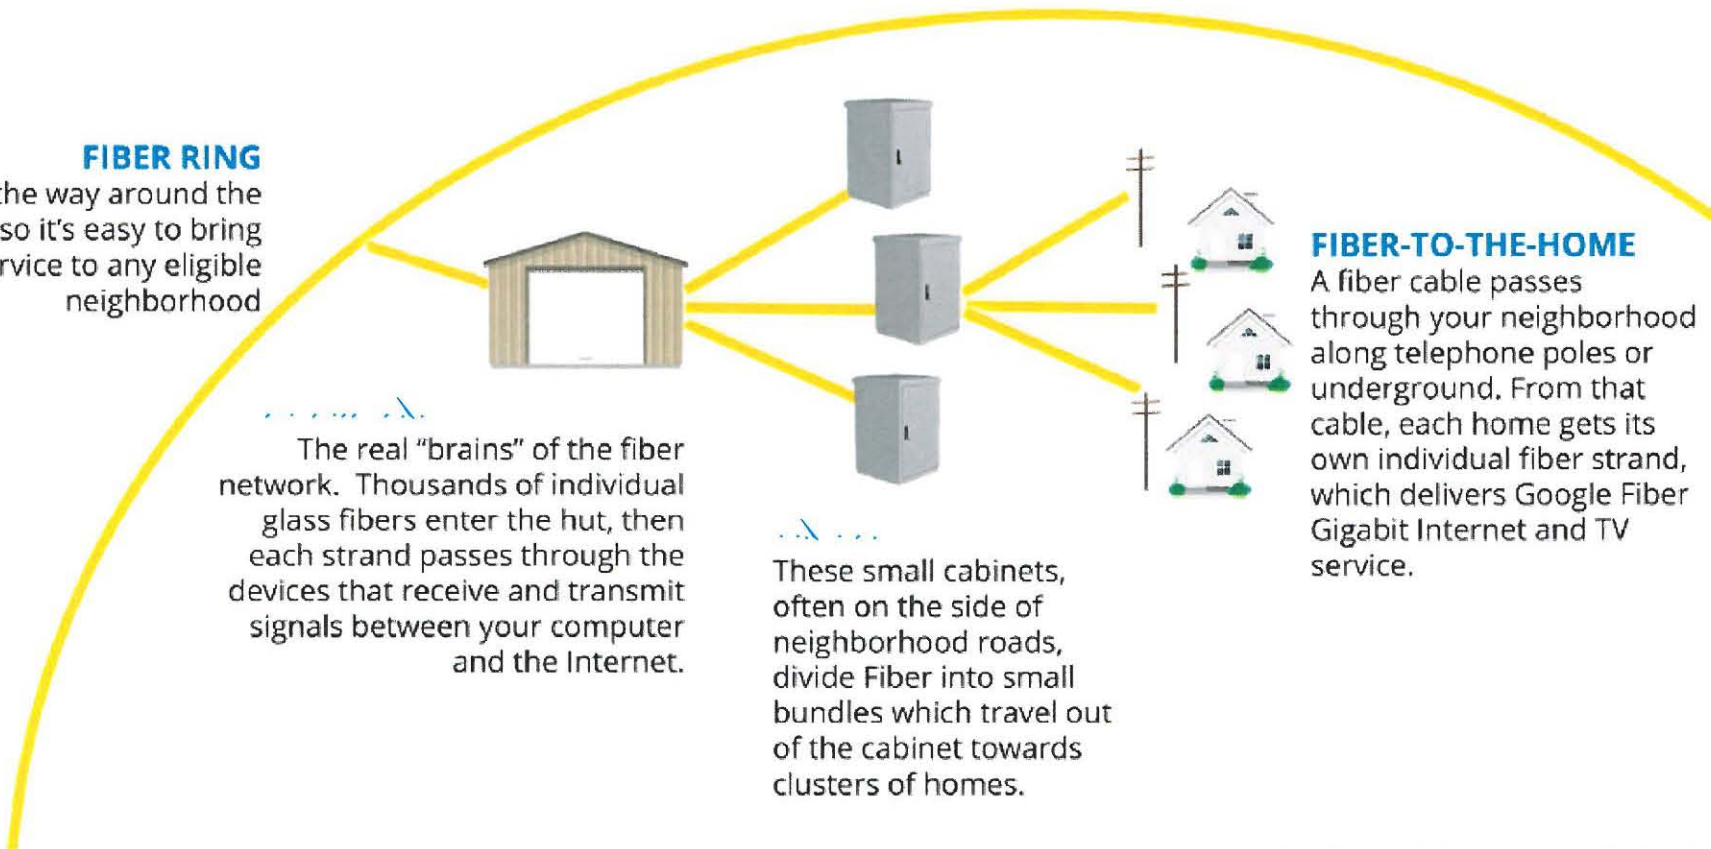 FIBER RING
the way around the
so it's easy to bring
rvice to any eligible
neighborhood
The real "brains" of the fiber
network. Thousands of individual
glass fibers enter the hut, then
each strand passes through the
devices that receive and transmit
signals between your computer
and the Internet.
These small cabinets,
often on the side of
neighborhood roads,
divide Fiber into small
bundles which travel out
of the cabinet towards
clusters of homes.
FIBER-TO-THE-HOME
A fiber cable passes
through your neighborhood
along telephone poles or
underground. From that
cable, each home gets its
own individual fiber strand,
which delivers Google Fiber
Gigabit Internet and TV
service.